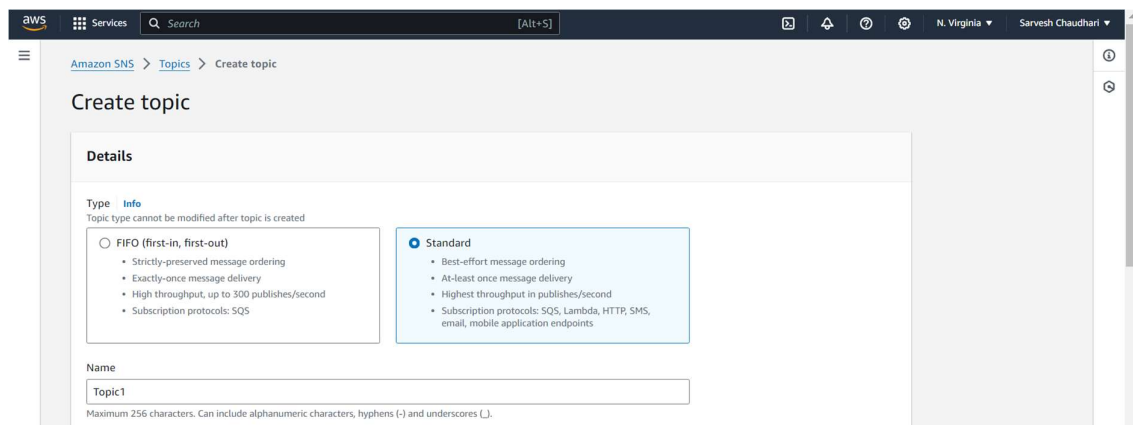 aws Services Search [Alt+S] N. Virginia ▼ Sarvesh Chaudhari ▼
Amazon SNS > Topics > Create topic
Create topic
Details
Type Info
Topic type cannot be modified after topic is created
FIFO (first-in, first-out)
• Strictly-preserved message ordering
• Exactly-once message delivery
• High throughput, up to 300 publishes/second
• Subscription protocols: SQS
Standard
• Best-effort message ordering
• At-least once message delivery
• Highest throughput in publishes/second
• Subscription protocols: SQS, Lambda, HTTP, SMS,
email, mobile application endpoints
Name
Topic1
Maximum 256 characters. Can include alphanumeric characters, hyphens (-) and underscores (_).